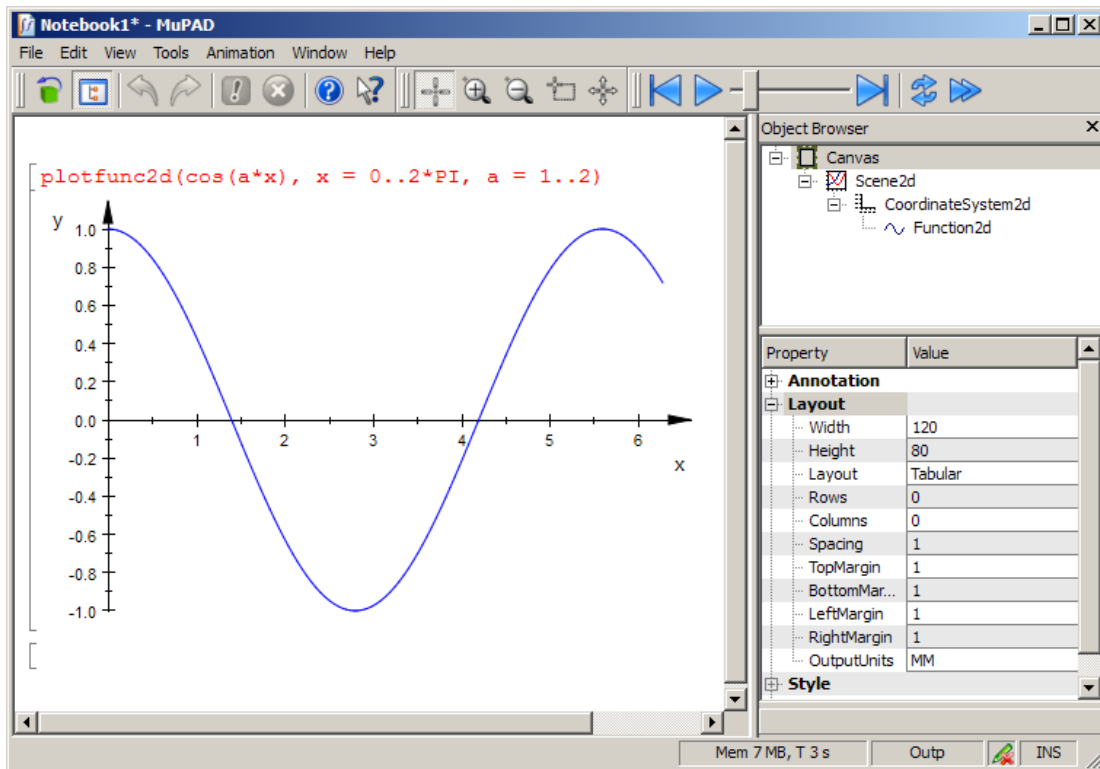 Notebook1* - MuPAD
File Edit View Tools Animation Window Help
plotfunc2d(cos(a*x), x = 0..2*PI, a = 1..2)
y
1.0
0.8
0.6
0.4
0.2
0.0
-0.2
-0.4
-0.6
-0.8
-1.0
1 2 3 4 5 6
x
Object Browser
Canvas
Scene2d
CoordinateSystem2d
Function2d
Property Value
Annotation
Layout
Width 120
Height 80
Layout Tabular
Rows 0
Columns 0
Spacing 1
TopMargin 1
BottomMar... 1
LeftMargin 1
RightMargin 1
OutputUnits MM
Style
Mem 7 MB, T 3 s Outp INS